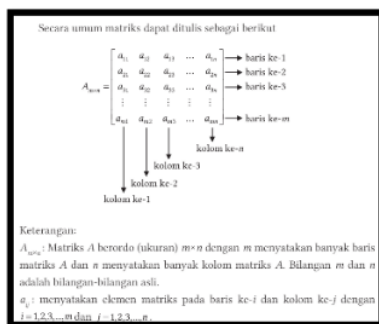 Secara umum matriks dapat ditulis sebagai berikut
a₁₁ a₁₂ a₁₃ ... a₁ₙ → baris ke-1
a₂₁ a₂₂ a₂₃ ... a₂ₙ → baris ke-2
Aₘₓₙ = a₃₁ a₃₂ a₃₃ ... a₃ₙ → baris ke-3
⋮ ⋮ ⋮ ⋮ ⋮
aₘ₁ aₘ₂ aₘ₃ ... aₘₙ → baris ke-m
kolom ke-n
kolom ke-3
kolom ke-2
kolom ke-1
Keterangan:
Aₘₓₙ : Matriks A berordo (ukuran) m×n dengan m menyatakan banyak baris
matriks A dan n menyatakan banyak kolom matriks A. Bilangan m dan n
adalah bilangan-bilangan asli.
aᵢⱼ : menyatakan elemen matriks pada baris ke-i dan kolom ke-j dengan
i=1,2,3,...,m dan j=1,2,3,...,n.